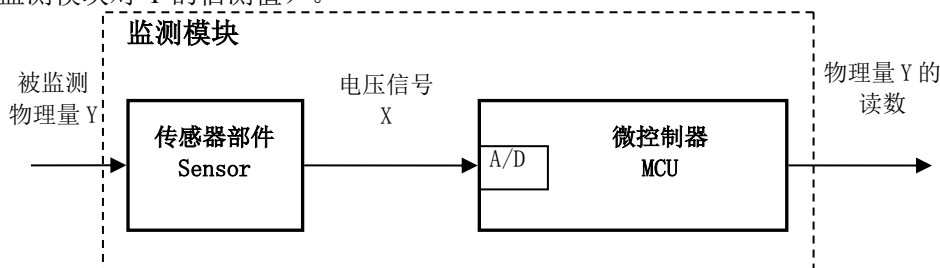 监测模块对 Y 的估测值）。
监测模块
被监测
物理量 Y
传感器部件
Sensor
电压信号
X
A/D
微控制器
MCU
物理量 Y 的
读数